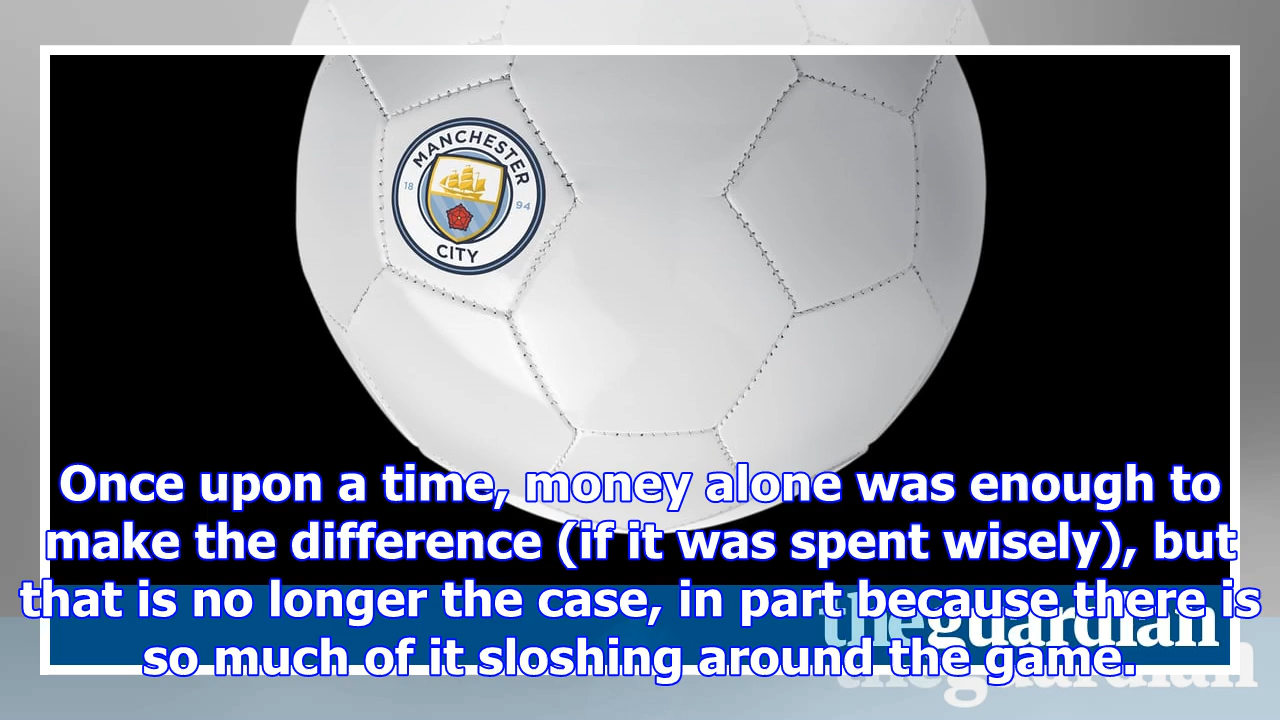 MANCHESTER
18
94
CITY
Once upon a time, money alone was enough to
make the difference (if it was spent wisely), but
that is no longer the case, in part because there is
so much of it sloshing around the game.
theguardian
theguardian